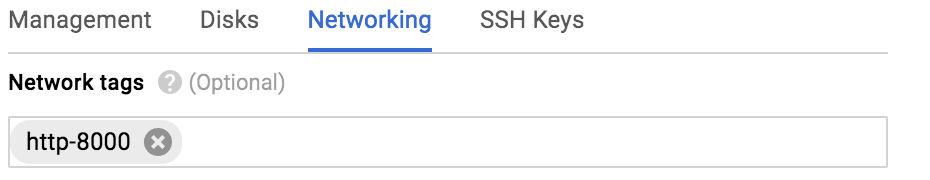 Management Disks Networking SSH Keys
Network tags ? (Optional)
http-8000